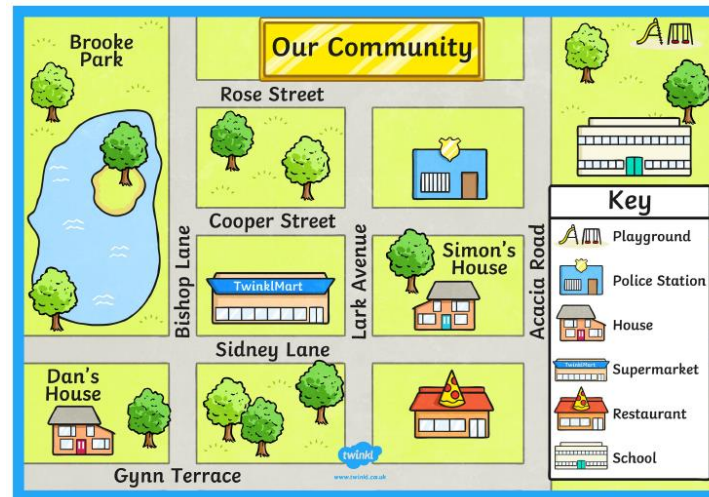 Our Community
Brooke
Park
Rose Street
Cooper Street
Bishop Lane
Lark Avenue
Acacia Road
TwinklMart
Simon's
House
Sidney Lane
Dan's
House
Gynn Terrace
twinkl
www.twinkl.co.uk
Key
Playground
Police Station
House
TwinklMart
Supermarket
Restaurant
School